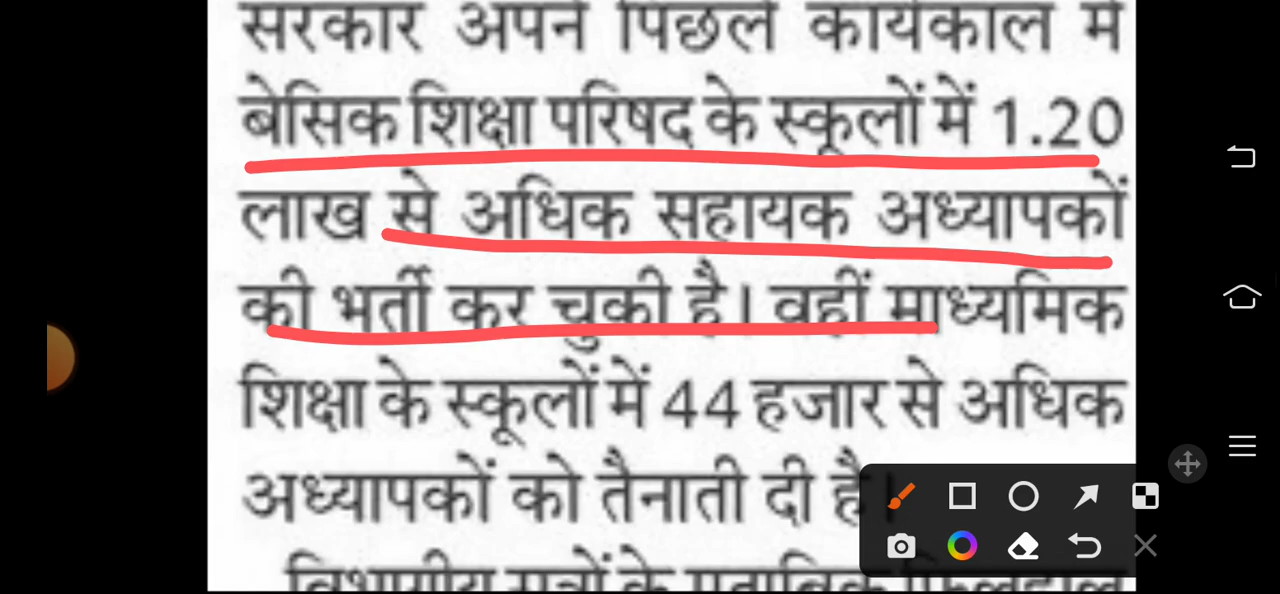 सरकार अपने पिछले कार्यकाल में
बेसिक शिक्षा परिषद के स्कूलों में 1.20
लाख से अधिक सहायक अध्यापकों
की भर्ती कर चुकी है। वहीं माध्यमिक
शिक्षा के स्कूलों में 44 हजार से अधिक
अध्यापकों को तैनाती दी है।
विभागीय सूत्रों के मुताबिक फिलहाल